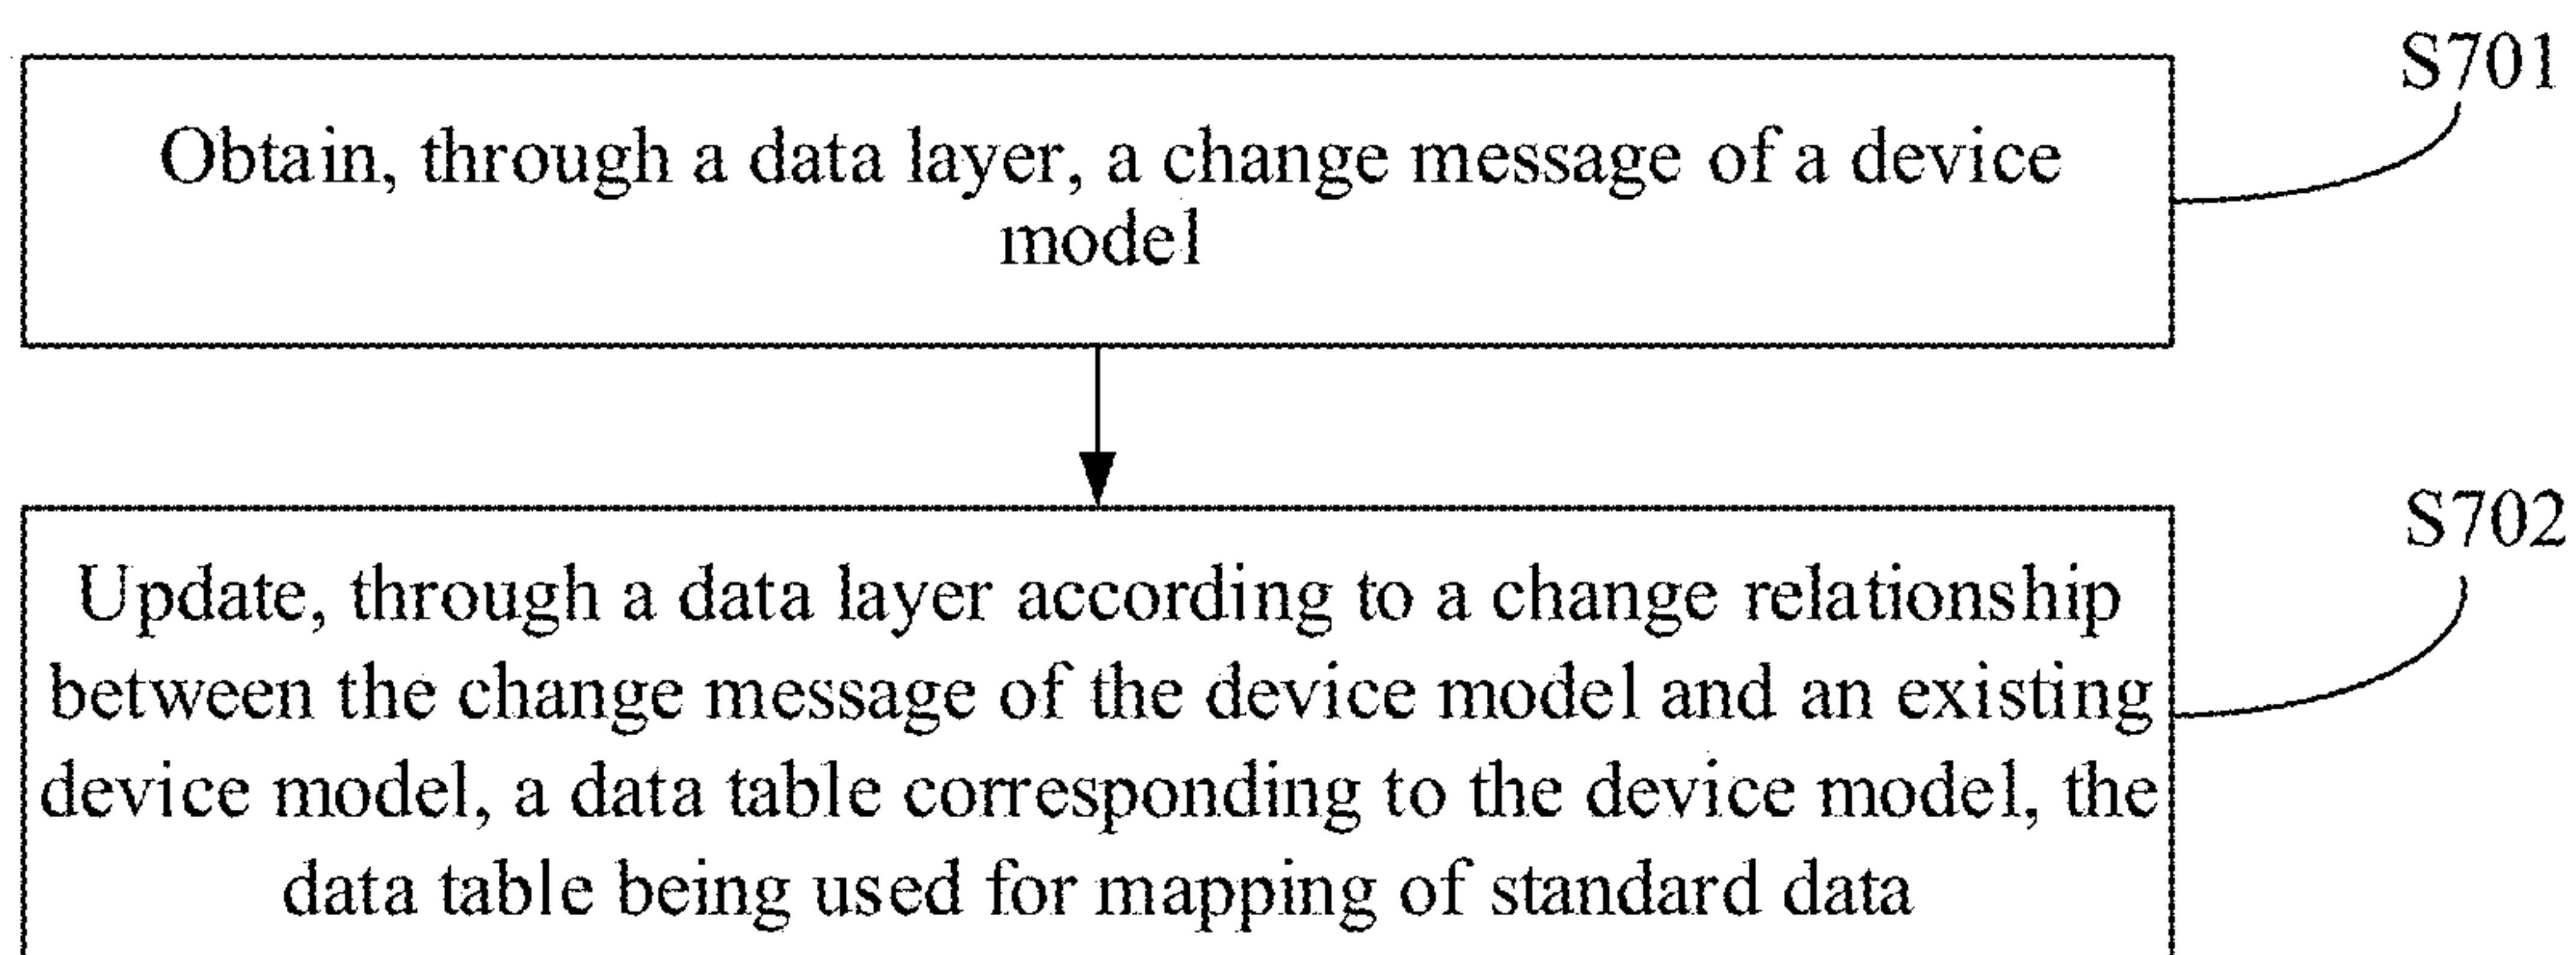 S701
Obtain, through a data layer, a change message of a device
model
S702
Update, through a data layer according to a change relationship
between the change message of the device model and an existing
device model, a data table corresponding to the device model, the
data table being used for mapping of standard data